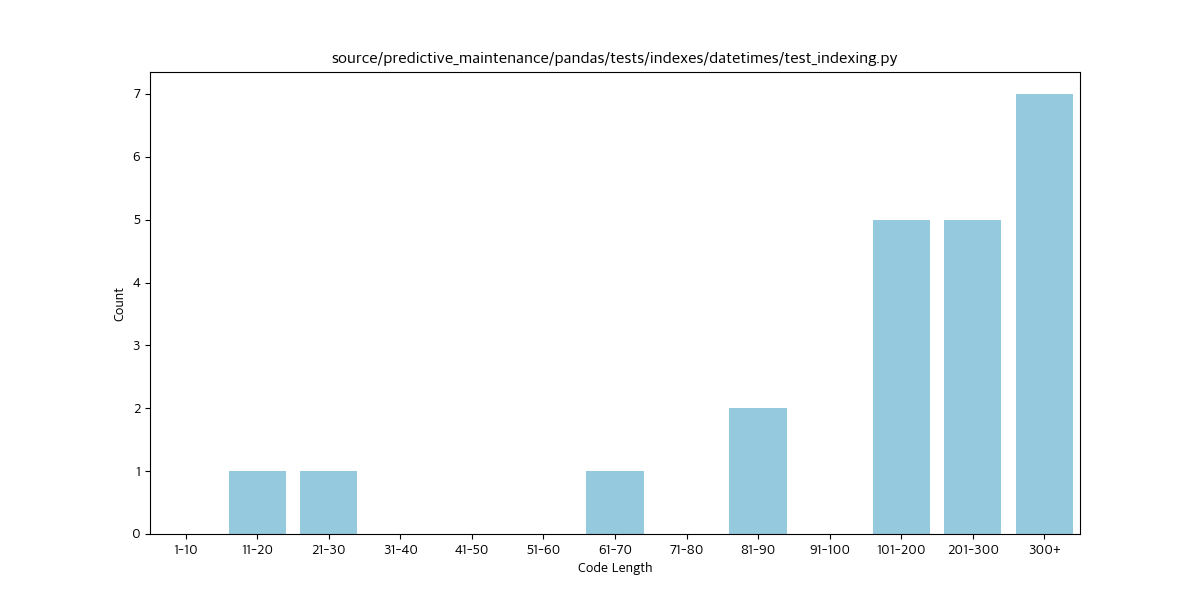 source/predictive_maintenance/pandas/tests/indexes/datetimes/test_indexing.py
7
6
5
4
3
2
1
0
Count
1-10 11-20 21-30 31-40 41-50 51-60 61-70 71-80 81-90 91-100 101-200 201-300 300+
Code Length